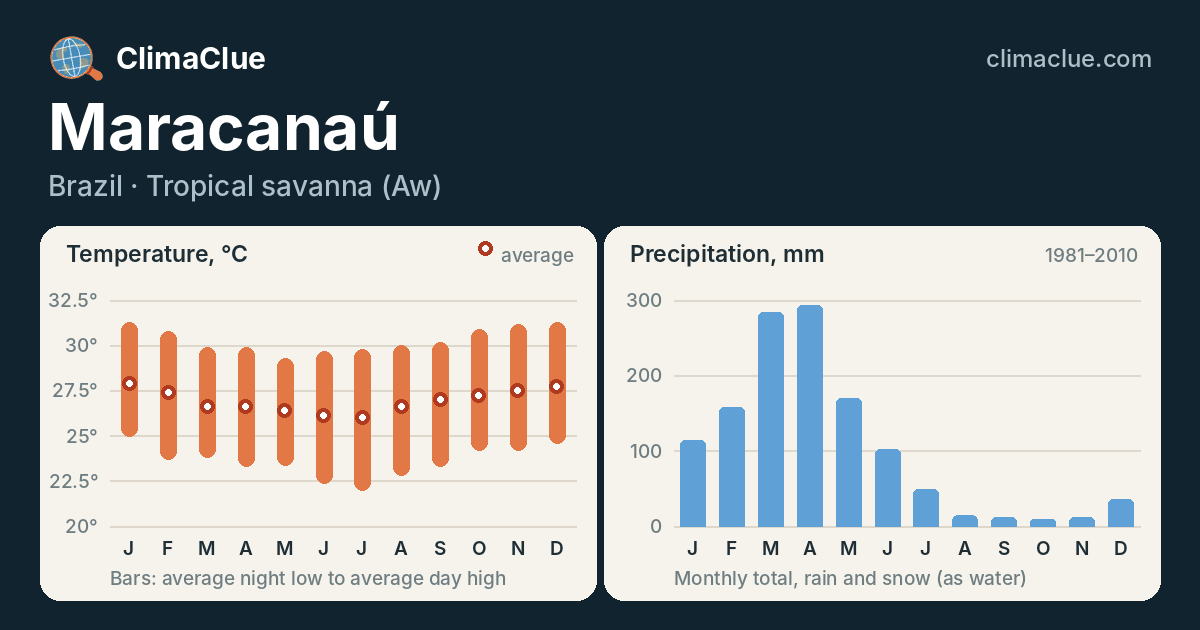 ClimaClue
climaclue.com
Maracanaú
Brazil · Tropical savanna (Aw)
Temperature, °C
average
32.5°
30°
27.5°
25°
22.5°
20°
J F M A M J J A S O N D
Bars: average night low to average day high
Precipitation, mm
1981–2010
300
200
100
0
J F M A M J J A S O N D
Monthly total, rain and snow (as water)